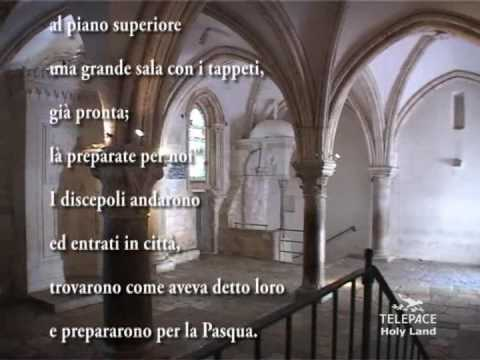 al piano superiore
una grande sala con i tappeti,
già pronta;
là preparate per noi
I discepoli andarono
ed entrati in città,
trovarono come aveva detto loro
e prepararono per la Pasqua.
TELEPACE
Holy Land